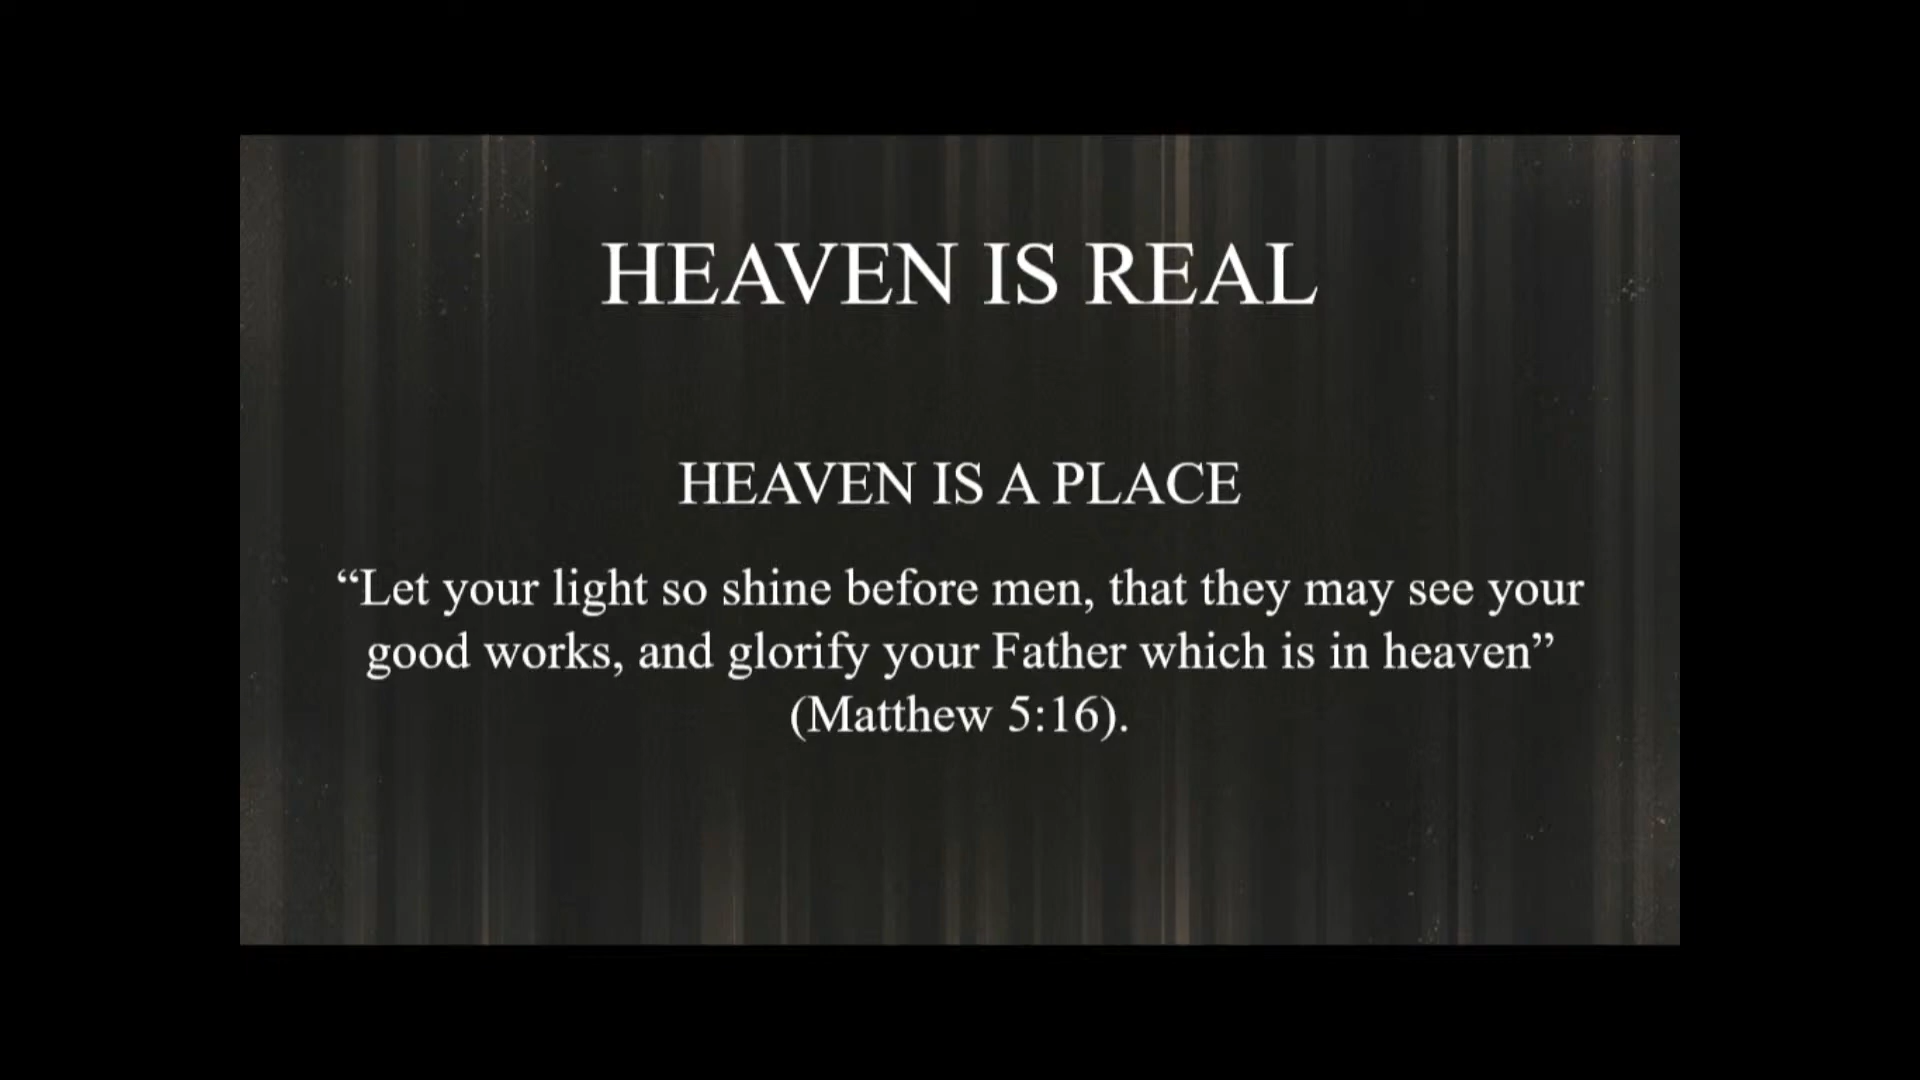 HEAVEN IS REAL
HEAVEN IS A PLACE
“Let your light so shine before men, that they may see your
good works, and glorify your Father which is in heaven”
(Matthew 5:16).